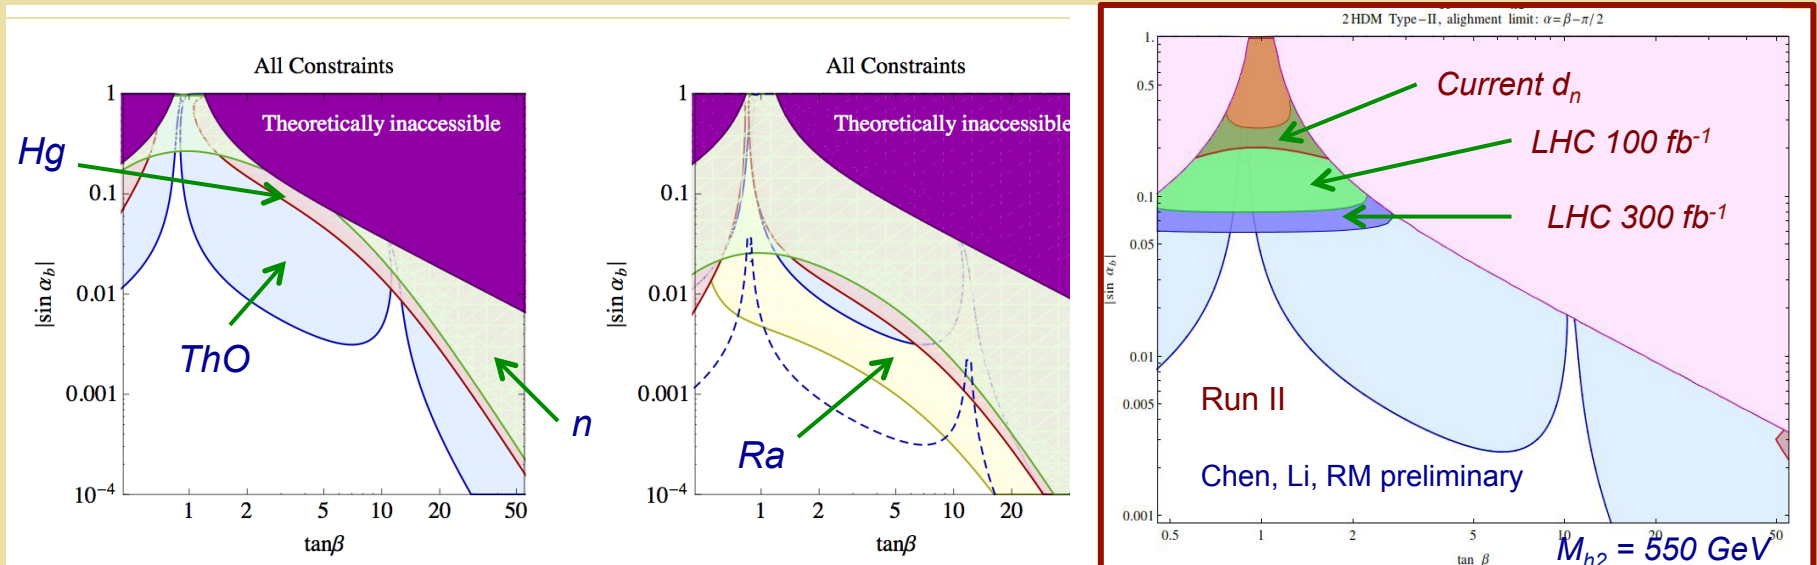 All Constraints
Theoretically inaccessible
Hg
ThO
n
|sin α_b|
1
0.1
0.01
0.001
10⁻⁴
1 2 5 10 20 50
tanβ
All Constraints
Theoretically inaccessible
Ra
|sin α_b|
1
0.1
0.01
0.001
10⁻⁴
1 2 5 10 20
tanβ
2HDM Type-II, alighment limit: α=β-π/2
Current dₙ
LHC 100 fb⁻¹
LHC 300 fb⁻¹
Run II
Chen, Li, RM preliminary
|sin α_b|
1.
0.5
0.1
0.05
0.01
0.005
0.001
0.5 1 2 5 10 20 50
tan β
M_h2 = 550 GeV